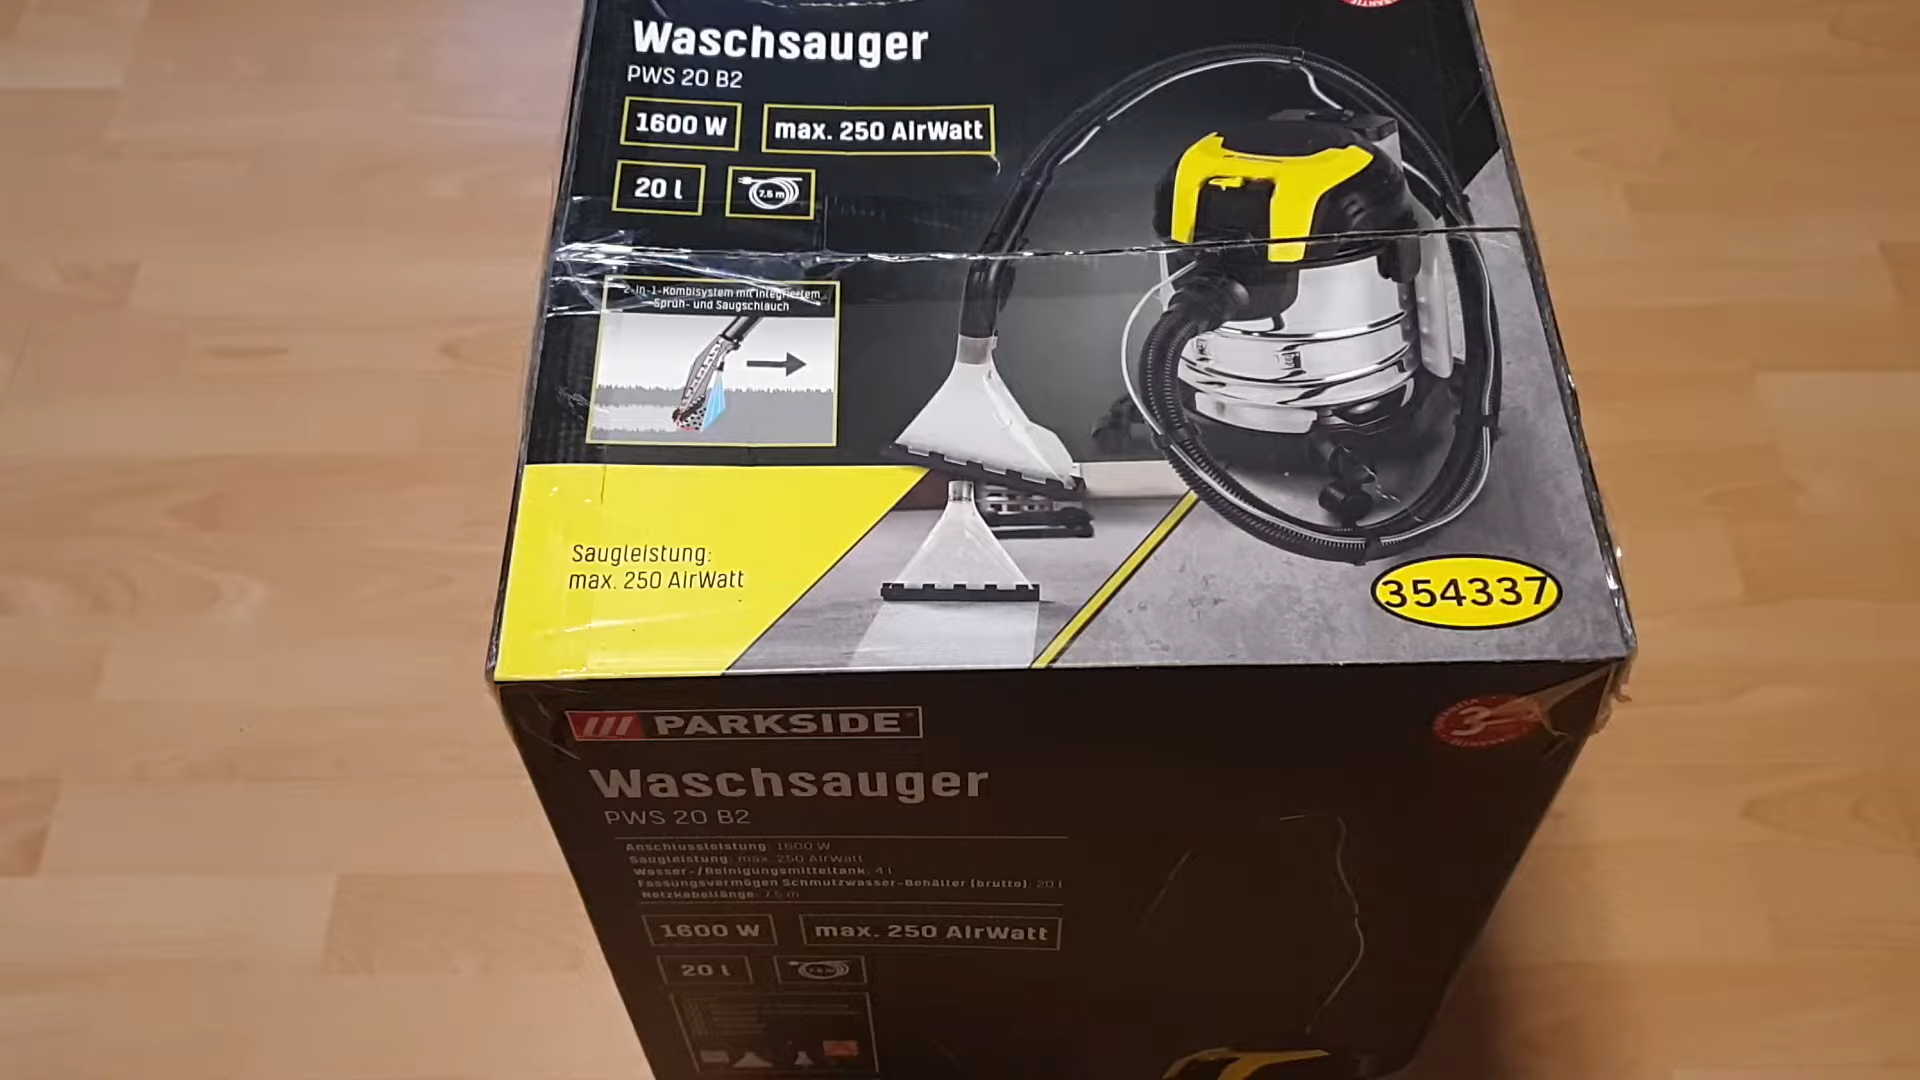 Waschsauger
PWS 20 B2
1600 W
max. 250 AirWatt
20 l
7.5 m
2-in-1-Kombisystem mit integriertem
Sprüh- und Saugschlauch
Saugleistung:
max. 250 AirWatt
354337
PARKSIDE
3
Waschsauger
PWS 20 B2
Anschlussleistung: 1600 W
Saugleistung: max. 250 AirWatt
Wasser-/Reinigungsmitteltank: 4 l
Fassungsvermögen Schmutzwasser-Behälter (brutto): 20 l
Netzkabellänge: 7.5 m
1600 W
max. 250 AirWatt
20 l
7.5 m